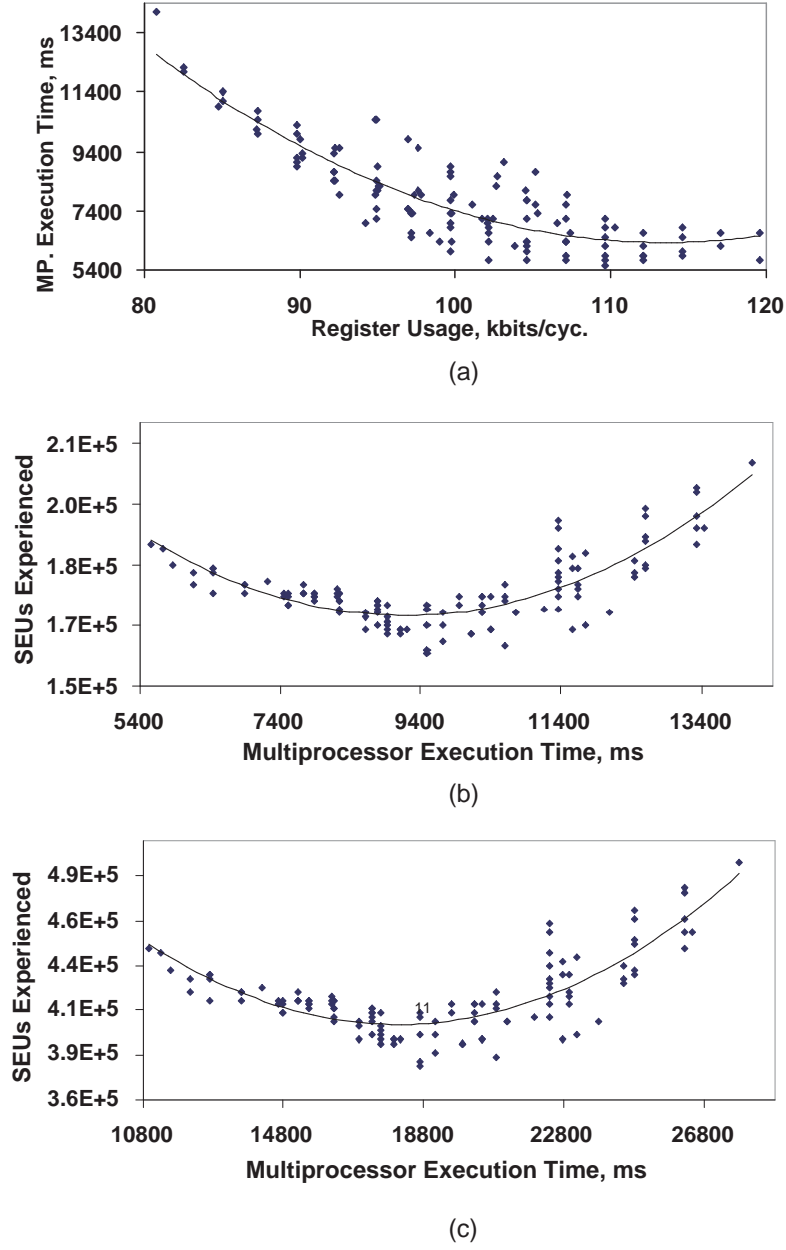 13400
11400
9400
7400
5400
MP. Execution Time, ms
80 90 100 110 120
Register Usage, kbits/cyc.
(a)
2.1E+5
2.0E+5
1.8E+5
1.7E+5
1.5E+5
SEUs Experienced
5400 7400 9400 11400 13400
Multiprocessor Execution Time, ms
(b)
4.9E+5
4.6E+5
4.4E+5
4.1E+5
3.9E+5
3.6E+5
SEUs Experienced
11
10800 14800 18800 22800 26800
Multiprocessor Execution Time, ms
(c)